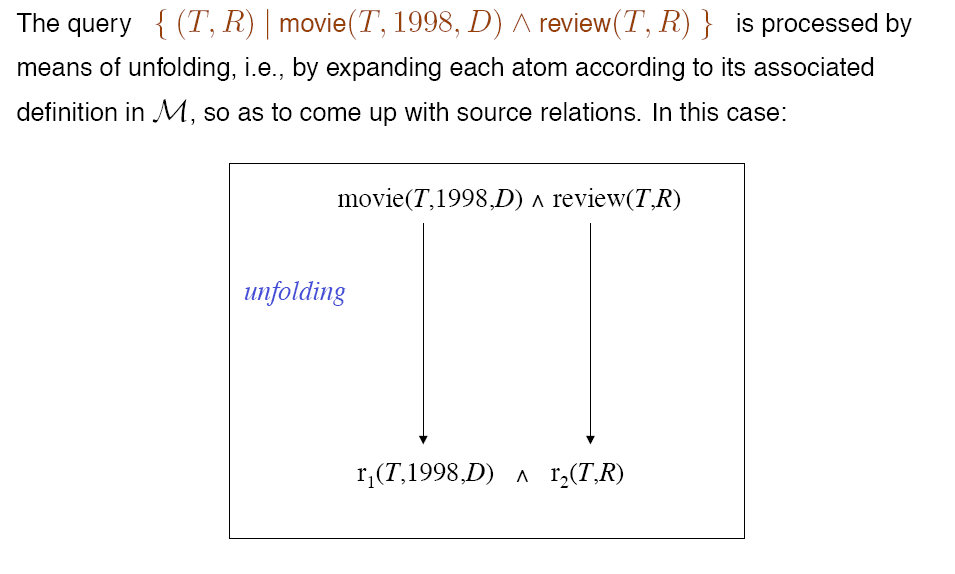 The query { (T, R) | movie(T, 1998, D) ∧ review(T, R) } is processed by
means of unfolding, i.e., by expanding each atom according to its associated
definition in ℳ, so as to come up with source relations. In this case:
movie(T,1998,D) ∧ review(T,R)
unfolding
r₁(T,1998,D) ∧ r₂(T,R)